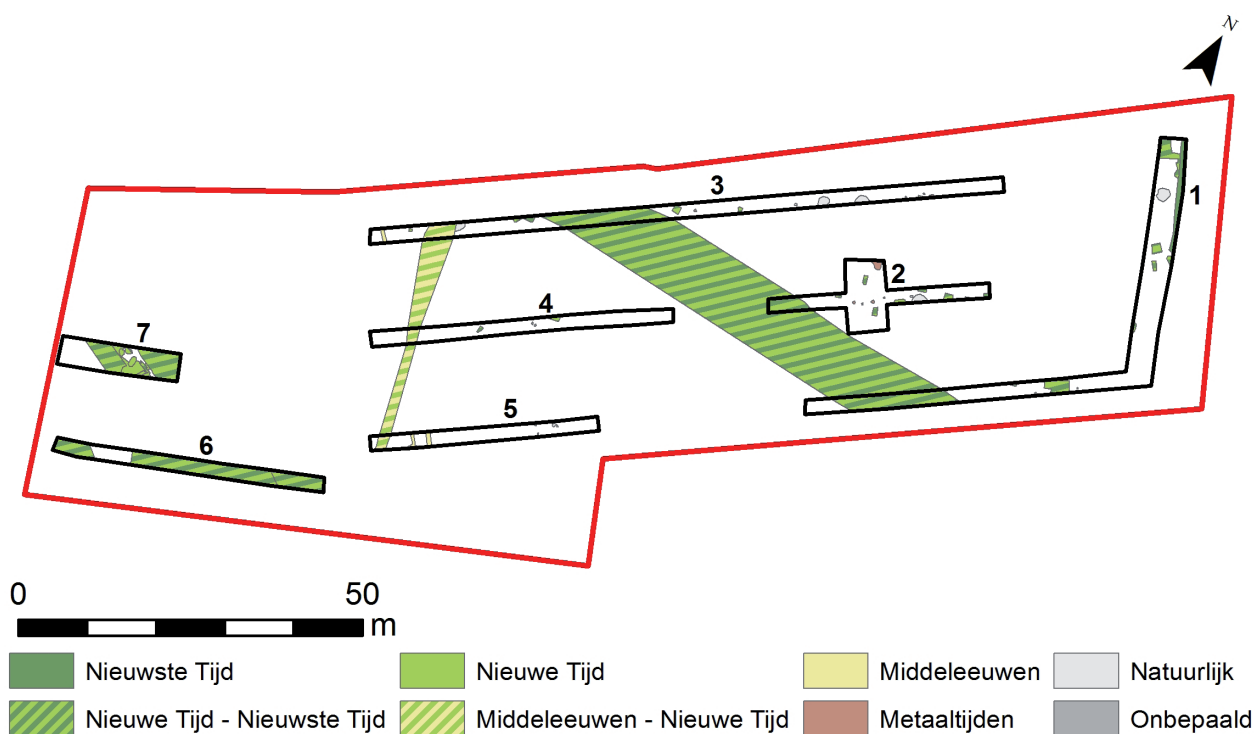 N
3
1
2
4
7
5
6
0 50
m
Nieuwste Tijd Nieuwe Tijd Middeleeuwen Natuurlijk
Nieuwe Tijd - Nieuwste Tijd Middeleeuwen - Nieuwe Tijd Metaaltijden Onbepaald